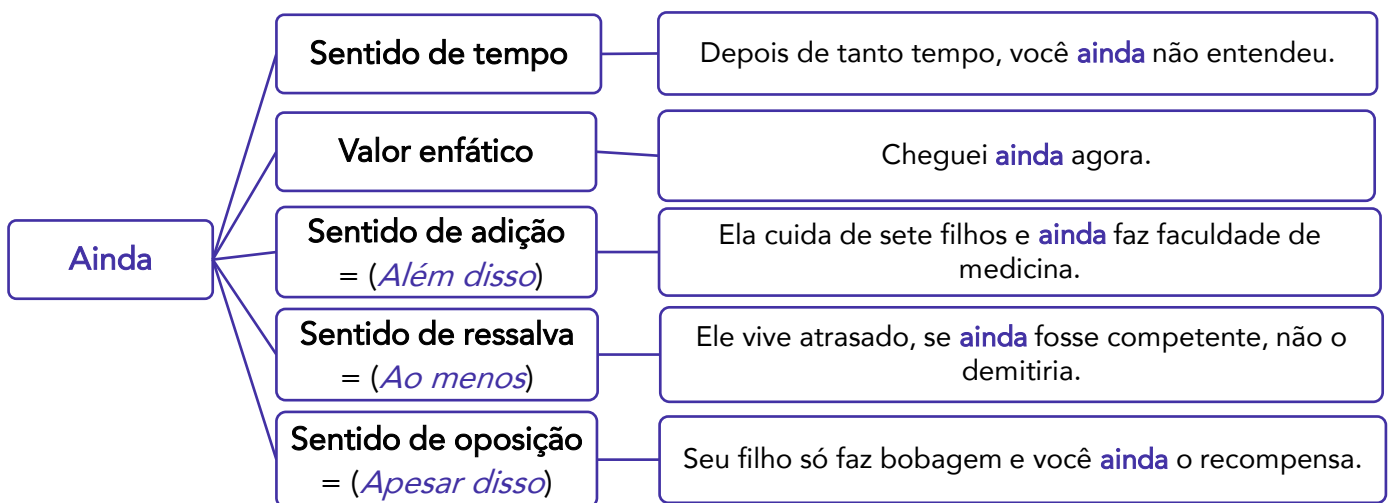 Ainda
Sentido de tempo
Depois de tanto tempo, você ainda não entendeu.
Valor enfático
Cheguei ainda agora.
Sentido de adição
= (Além disso)
Ela cuida de sete filhos e ainda faz faculdade de
medicina.
Sentido de ressalva
= (Ao menos)
Ele vive atrasado, se ainda fosse competente, não o
demitiria.
Sentido de oposição
= (Apesar disso)
Seu filho só faz bobagem e você ainda o recompensa.